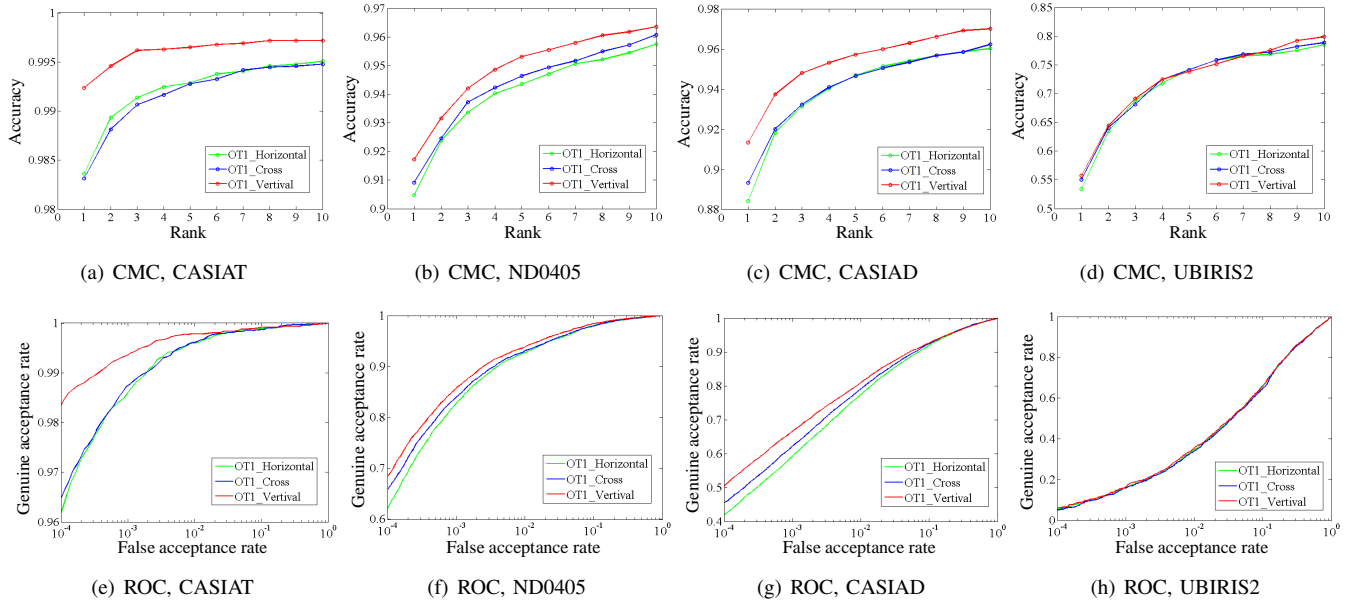 1
0.995
0.99
0.985
0.98
0 1 2 3 4 5 6 7 8 9 10
Accuracy
Rank
OT1_Horizontal
OT1_Cross
OT1_Vertival
(a) CMC, CASIAT
0.97
0.96
0.95
0.94
0.93
0.92
0.91
0.9
0 1 2 3 4 5 6 7 8 9 10
Accuracy
Rank
OT1_Horizontal
OT1_Cross
OT1_Vertival
(b) CMC, ND0405
0.98
0.96
0.94
0.92
0.9
0.88
0 1 2 3 4 5 6 7 8 9 10
Accuracy
Rank
OT1_Horizontal
OT1_Cross
OT1_Vertival
(c) CMC, CASIAD
0.85
0.8
0.75
0.7
0.65
0.6
0.55
0.5
0 1 2 3 4 5 6 7 8 9 10
Accuracy
Rank
OT1_Horizontal
OT1_Cross
OT1_Vertival
(d) CMC, UBIRIS2
1
0.99
0.98
0.97
0.96
10^-4 10^-3 10^-2 10^-1 10^0
Genuine acceptance rate
False acceptance rate
OT1_Horizontal
OT1_Cross
OT1_Vertival
(e) ROC, CASIAT
1
0.9
0.8
0.7
0.6
10^-4 10^-3 10^-2 10^-1 10^0
Genuine acceptance rate
False acceptance rate
OT1_Horizontal
OT1_Cross
OT1_Vertival
(f) ROC, ND0405
1
0.9
0.8
0.7
0.6
0.5
0.4
10^-4 10^-3 10^-2 10^-1 10^0
Genuine acceptance rate
False acceptance rate
OT1_Horizontal
OT1_Cross
OT1_Vertival
(g) ROC, CASIAD
1
0.8
0.6
0.4
0.2
0
10^-4 10^-3 10^-2 10^-1 10^0
Genuine acceptance rate
False acceptance rate
OT1_Horizontal
OT1_Cross
OT1_Vertival
(h) ROC, UBIRIS2